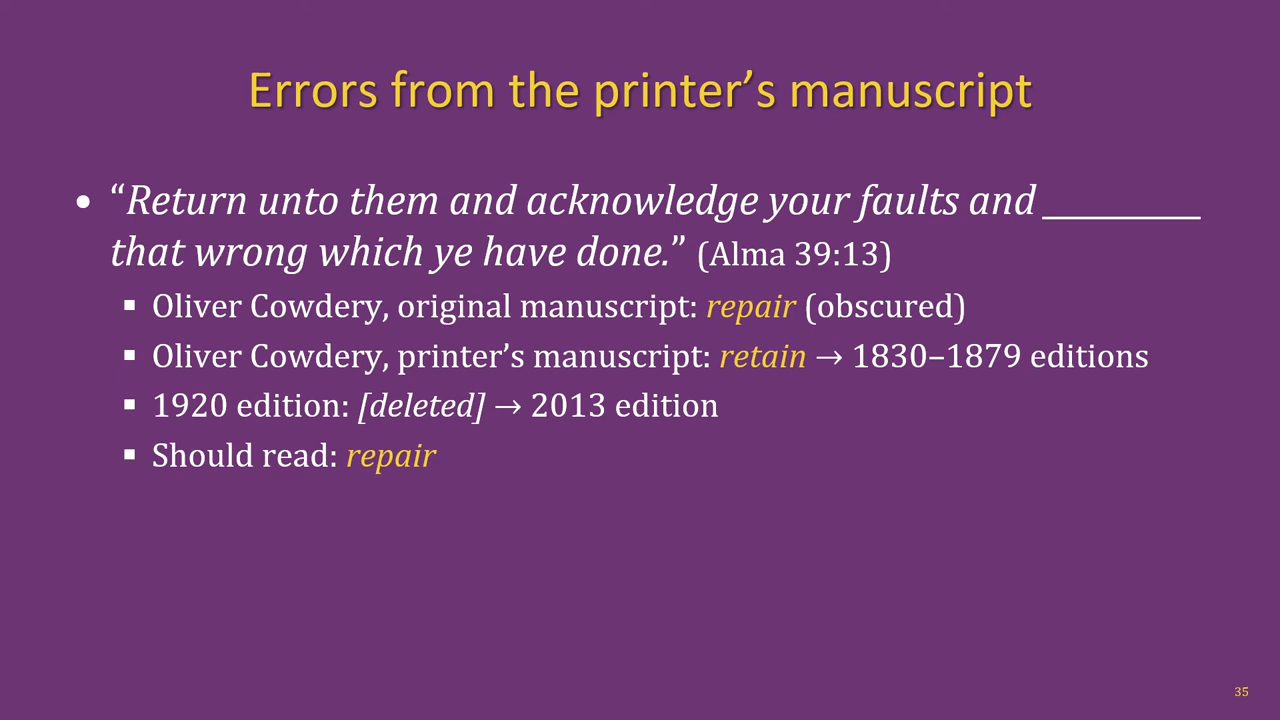 Errors from the printer’s manuscript
• “Return unto them and acknowledge your faults and __________
that wrong which ye have done.” (Alma 39:13)
▪ Oliver Cowdery, original manuscript: repair (obscured)
▪ Oliver Cowdery, printer’s manuscript: retain → 1830–1879 editions
▪ 1920 edition: [deleted] → 2013 edition
▪ Should read: repair
35